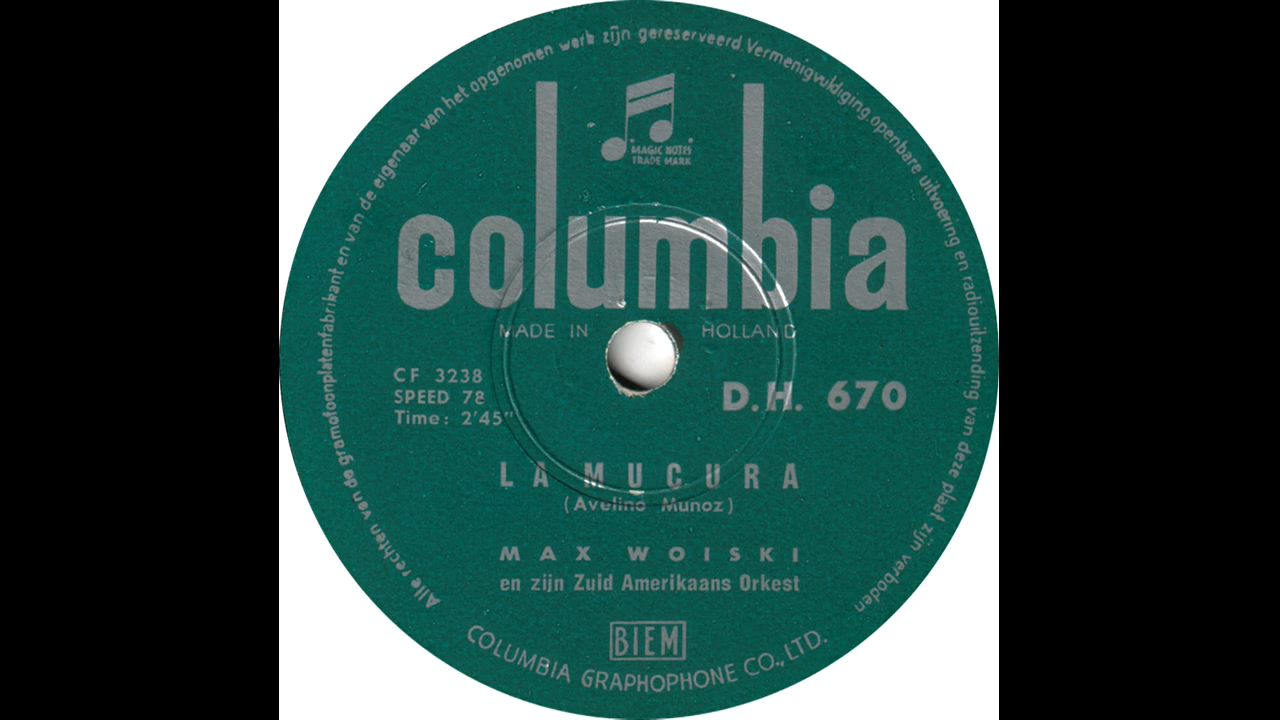 Alle rechten van de gramofoonplatenfabrikant en van de eigenaar van het opgenomen werk zijn gereserveerd. Vermenigvuldiging, openbare uitvoering en radiouitzending van deze plaat zijn verboden
MAGIC NOTES
TRADE MARK
columbia
MADE IN HOLLAND
CF 3238
SPEED 78
Time: 2'45"
D.H. 670
LA MUCURA
(Avelino Munoz)
MAX WOISKI
en zijn Zuid Amerikaans Orkest
BIEM
COLUMBIA GRAPHOPHONE CO., LTD.